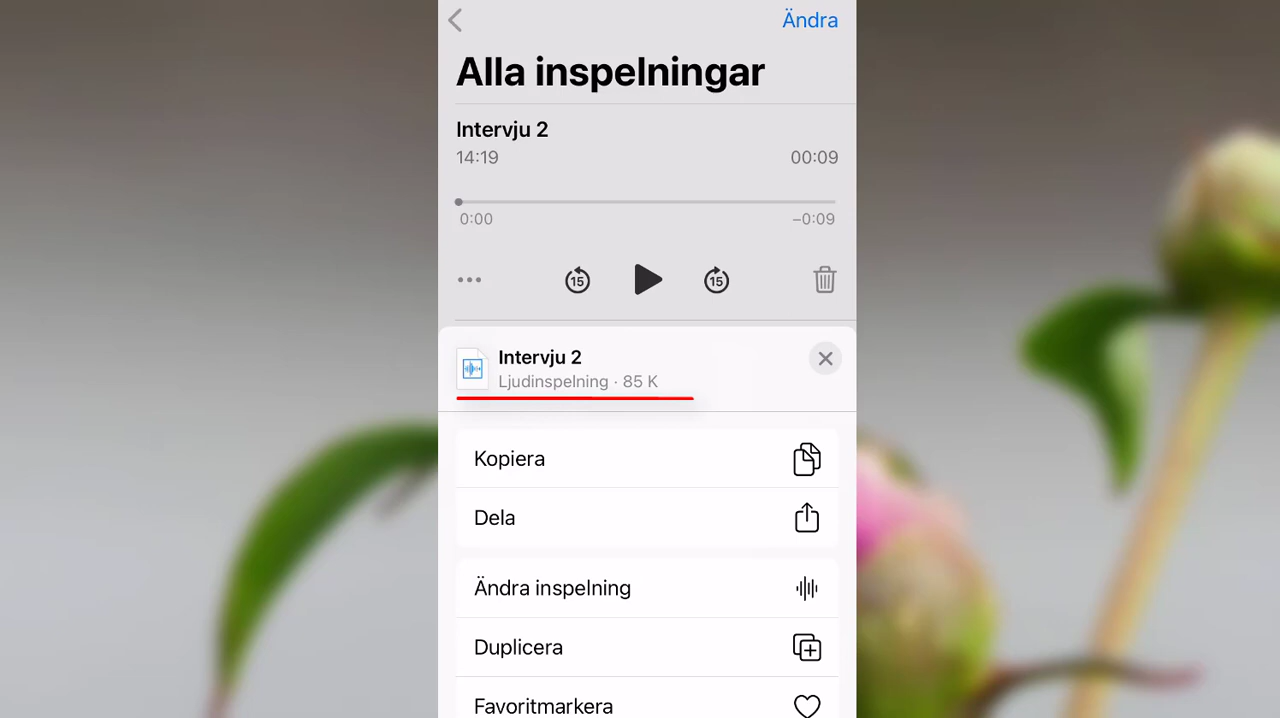 Ändra
Alla inspelningar
Intervju 2
14:19 00:09
0:00 −0:09
15 15
Intervju 2
Ljudinspelning · 85 K
Kopiera
Dela
Ändra inspelning
Duplicera
Favoritmarkera